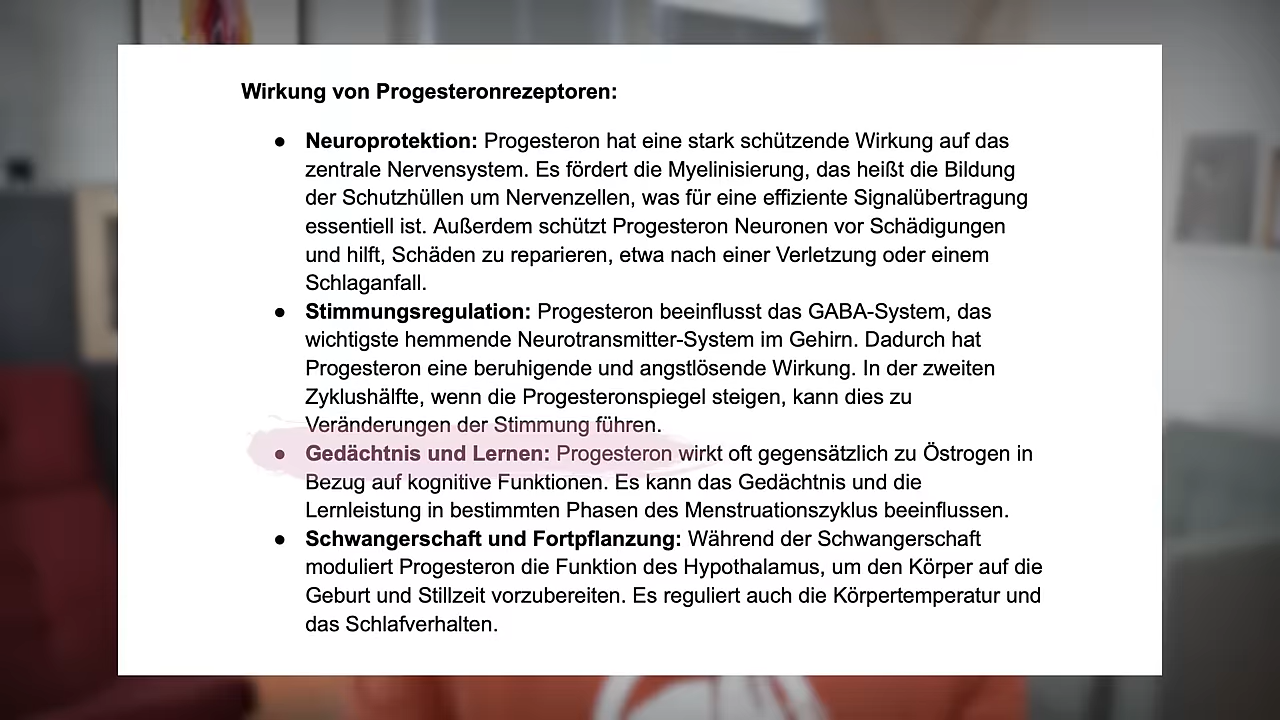 Wirkung von Progesteronrezeptoren:
● Neuroprotektion: Progesteron hat eine stark schützende Wirkung auf das
zentrale Nervensystem. Es fördert die Myelinisierung, das heißt die Bildung
der Schutzhüllen um Nervenzellen, was für eine effiziente Signalübertragung
essentiell ist. Außerdem schützt Progesteron Neuronen vor Schädigungen
und hilft, Schäden zu reparieren, etwa nach einer Verletzung oder einem
Schlaganfall.
● Stimmungsregulation: Progesteron beeinflusst das GABA-System, das
wichtigste hemmende Neurotransmitter-System im Gehirn. Dadurch hat
Progesteron eine beruhigende und angstlösende Wirkung. In der zweiten
Zyklushälfte, wenn die Progesteronspiegel steigen, kann dies zu
Veränderungen der Stimmung führen.
● Gedächtnis und Lernen: Progesteron wirkt oft gegensätzlich zu Östrogen in
Bezug auf kognitive Funktionen. Es kann das Gedächtnis und die
Lernleistung in bestimmten Phasen des Menstruationszyklus beeinflussen.
● Schwangerschaft und Fortpflanzung: Während der Schwangerschaft
moduliert Progesteron die Funktion des Hypothalamus, um den Körper auf die
Geburt und Stillzeit vorzubereiten. Es reguliert auch die Körpertemperatur und
das Schlafverhalten.